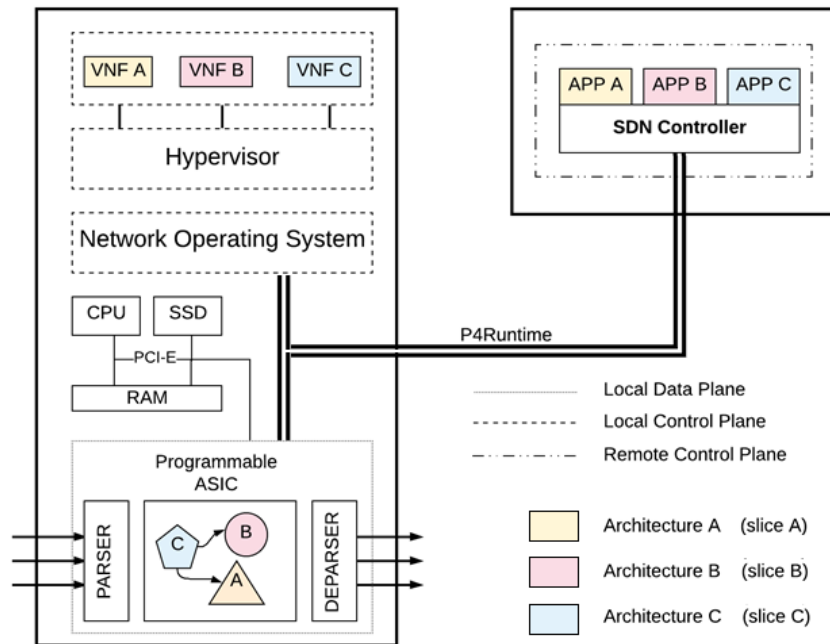 VNF A
VNF B
VNF C
Hypervisor
Network Operating System
CPU
SSD
PCI-E
RAM
Programmable
ASIC
PARSER
C
B
A
DEPARSER
APP A
APP B
APP C
SDN Controller
P4Runtime
Local Data Plane
Local Control Plane
Remote Control Plane
Architecture A (slice A)
Architecture B (slice B)
Architecture C (slice C)